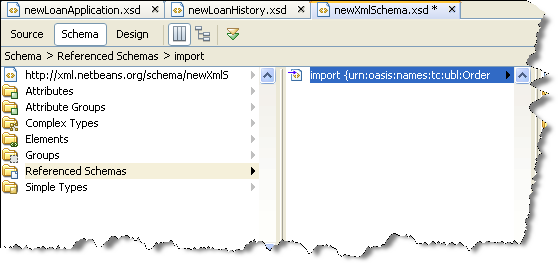 newLoanApplication.xsd newLoanHistory.xsd newXmlSchema.xsd *
Source Schema Design
Schema > Referenced Schemas > import
http://xml.netbeans.org/schema/newXmlS
import {urn:oasis:names:tc:ubl:Order
Attributes
Attribute Groups
Complex Types
Elements
Groups
Referenced Schemas
Simple Types